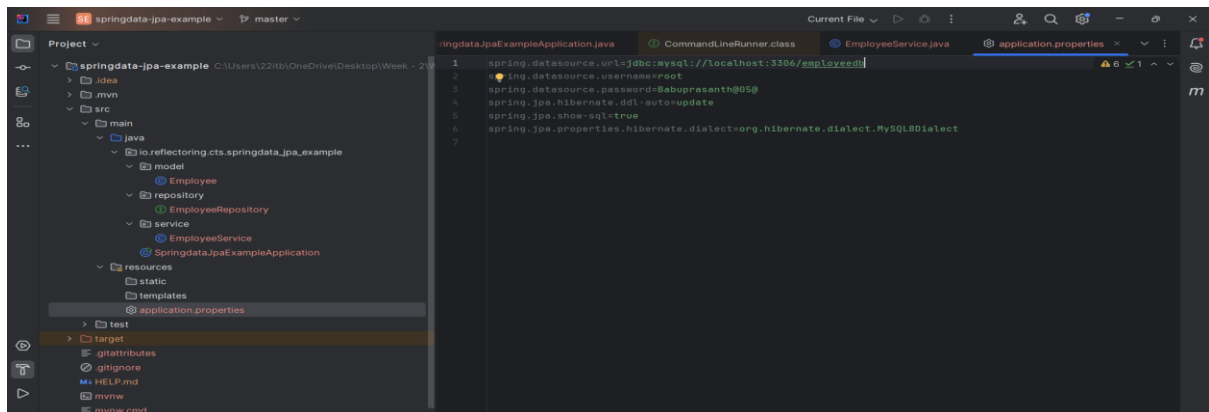 SE springdata-jpa-example master Current File
Project
springdata-jpa-example C:\Users\22itb\OneDrive\Desktop\Week - 2\W
.idea
.mvn
src
main
java
io.reflectoring.cts.springdata_jpa_example
model
Employee
repository
EmployeeRepository
service
EmployeeService
SpringdataJpaExampleApplication
resources
static
templates
application.properties
test
target
.gitattributes
.gitignore
M↓ HELP.md
mvnw
mvnw.cmd
ringdataJpaExampleApplication.java CommandLineRunner.class EmployeeService.java application.properties
6 1
1 spring.datasource.url=jdbc:mysql://localhost:3306/employeedb
2 spring.datasource.username=root
3 spring.datasource.password=Babuprasanth@05@
4 spring.jpa.hibernate.ddl-auto=update
5 spring.jpa.show-sql=true
6 spring.jpa.properties.hibernate.dialect=org.hibernate.dialect.MySQL8Dialect
7
m